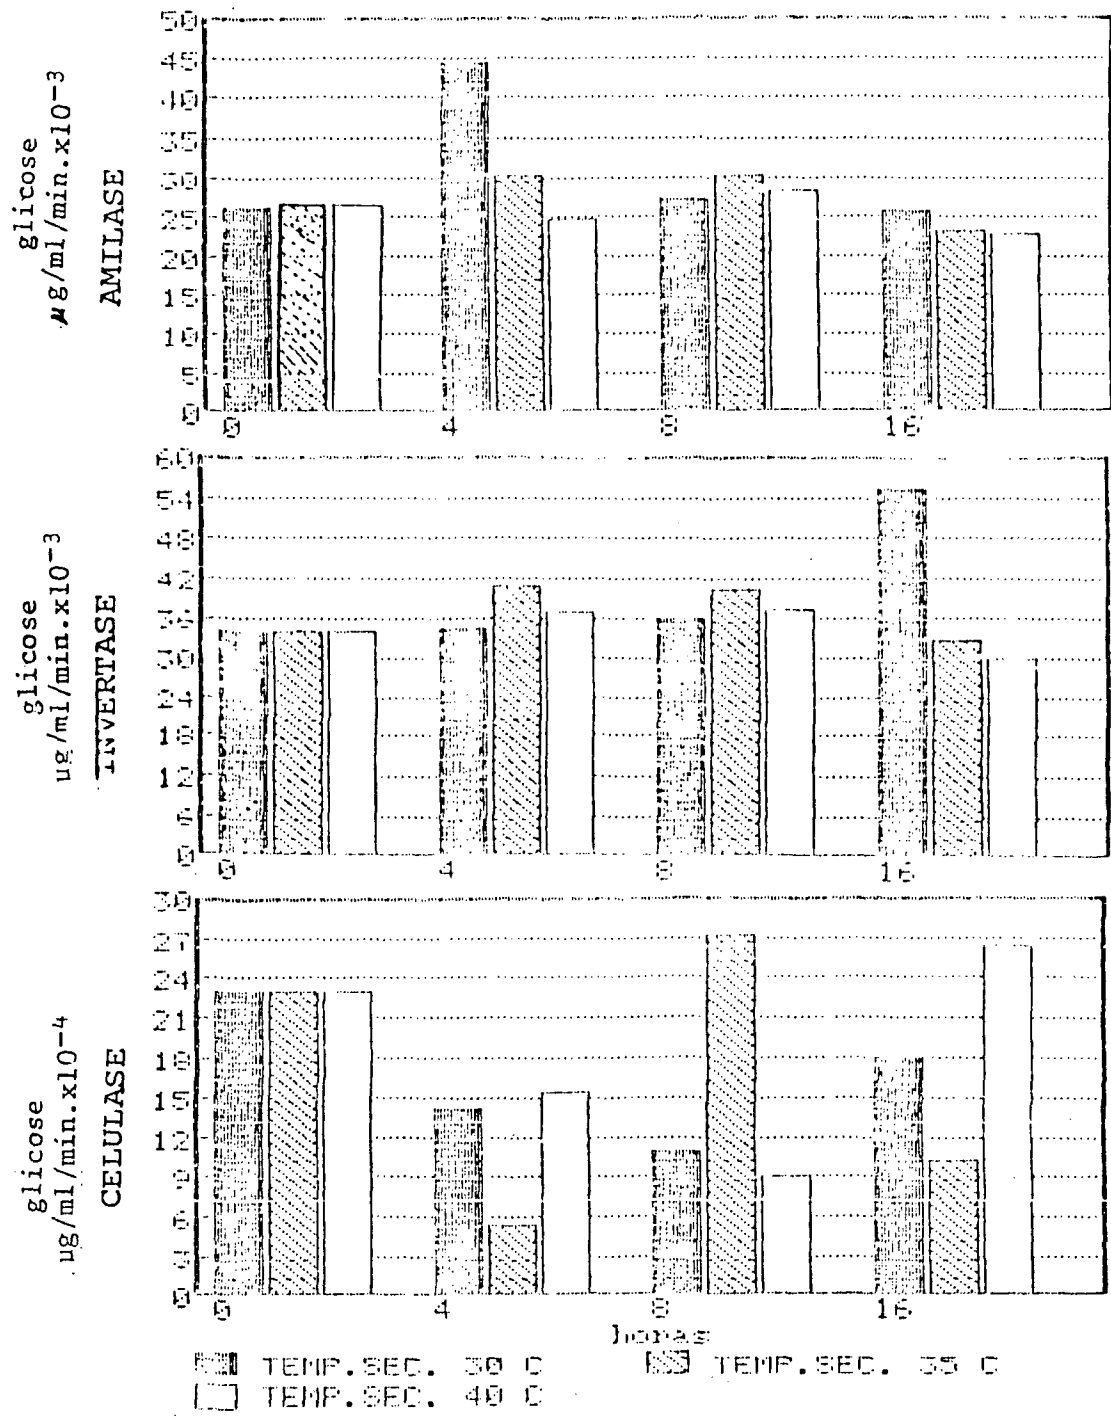 glicose
µg/ml/min.x10⁻³
AMILASE
50
45
40
35
30
25
20
15
10
5
0
0 4 8 16
glicose
ug/ml/min.x10⁻³
INVERTASE
60
54
48
42
36
30
24
18
12
6
0
0 4 8 16
glicose
ug/ml/min.x10⁻⁴
CELULASE
30
27
24
21
18
15
12
9
6
0
0 4 8 16
horas
TEMP.SEC. 30 C TEMP.SEC. 35 C
TEMP.SEC. 40 C